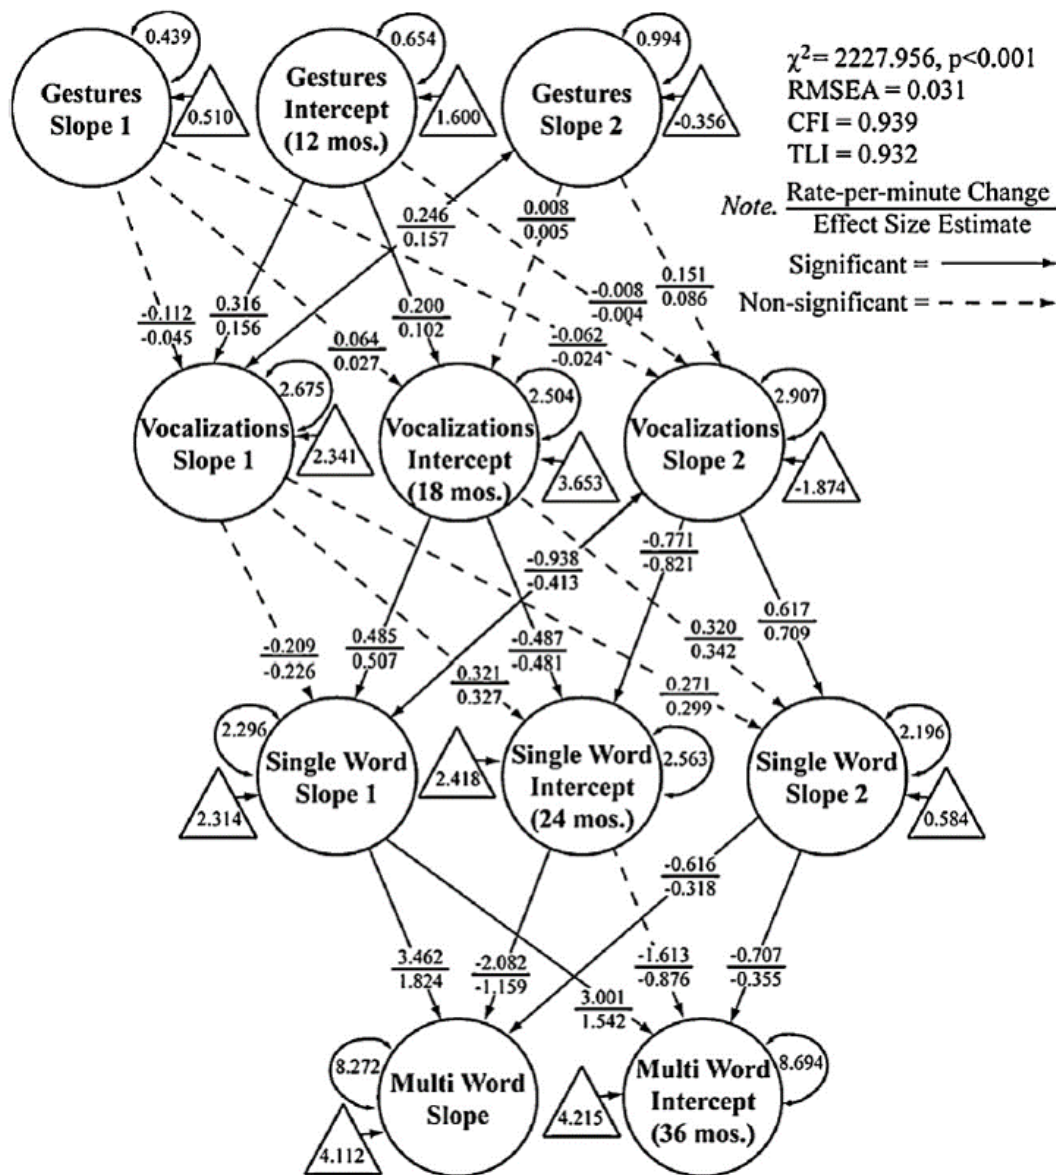 0.439
0.654
0.994
Gestures
Slope 1
0.510
Gestures
Intercept
(12 mos.)
1.600
Gestures
Slope 2
-0.356
χ²= 2227.956, p<0.001
RMSEA = 0.031
CFI = 0.939
TLI = 0.932
Note. Rate-per-minute Change
Effect Size Estimate
Significant =
Non-significant =
0.246
0.157
0.008
0.005
-0.112
-0.045
0.316
0.156
0.064
0.027
0.200
0.102
-0.062
-0.024
-0.008
-0.004
0.151
0.086
2.675
2.504
2.907
Vocalizations
Slope 1
2.341
Vocalizations
Intercept
(18 mos.)
3.653
Vocalizations
Slope 2
-1.874
-0.938
-0.413
-0.771
-0.821
-0.209
-0.226
0.485
0.507
0.321
0.327
-0.487
-0.481
0.271
0.299
0.320
0.342
0.617
0.709
2.296
2.563
2.196
Single Word
Slope 1
2.314
2.418
Single Word
Intercept
(24 mos.)
Single Word
Slope 2
0.584
-0.616
-0.318
3.462
1.824
-2.082
-1.159
3.001
1.542
-1.613
-0.876
-0.707
-0.355
8.272
8.694
Multi Word
Slope
4.112
4.215
Multi Word
Intercept
(36 mos.)